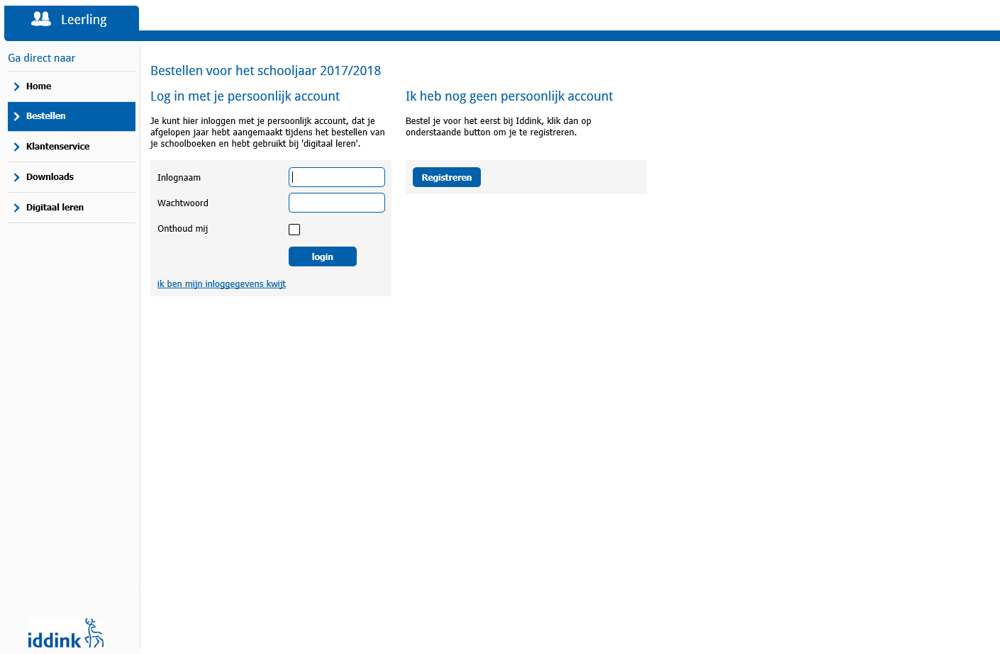 Leerling
Ga direct naar
Home
Bestellen
Klantenservice
Downloads
Digitaal leren
Bestellen voor het schooljaar 2017/2018
Log in met je persoonlijk account
Je kunt hier inloggen met je persoonlijk account, dat je
afgelopen jaar hebt aangemaakt tijdens het bestellen van
je schoolboeken en hebt gebruikt bij 'digitaal leren'.
Inlognaam
Wachtwoord
Onthoud mij
login
ik ben mijn inloggegevens kwijt
Ik heb nog geen persoonlijk account
Bestel je voor het eerst bij Iddink, klik dan op
onderstaande button om je te registreren.
Registreren
iddink